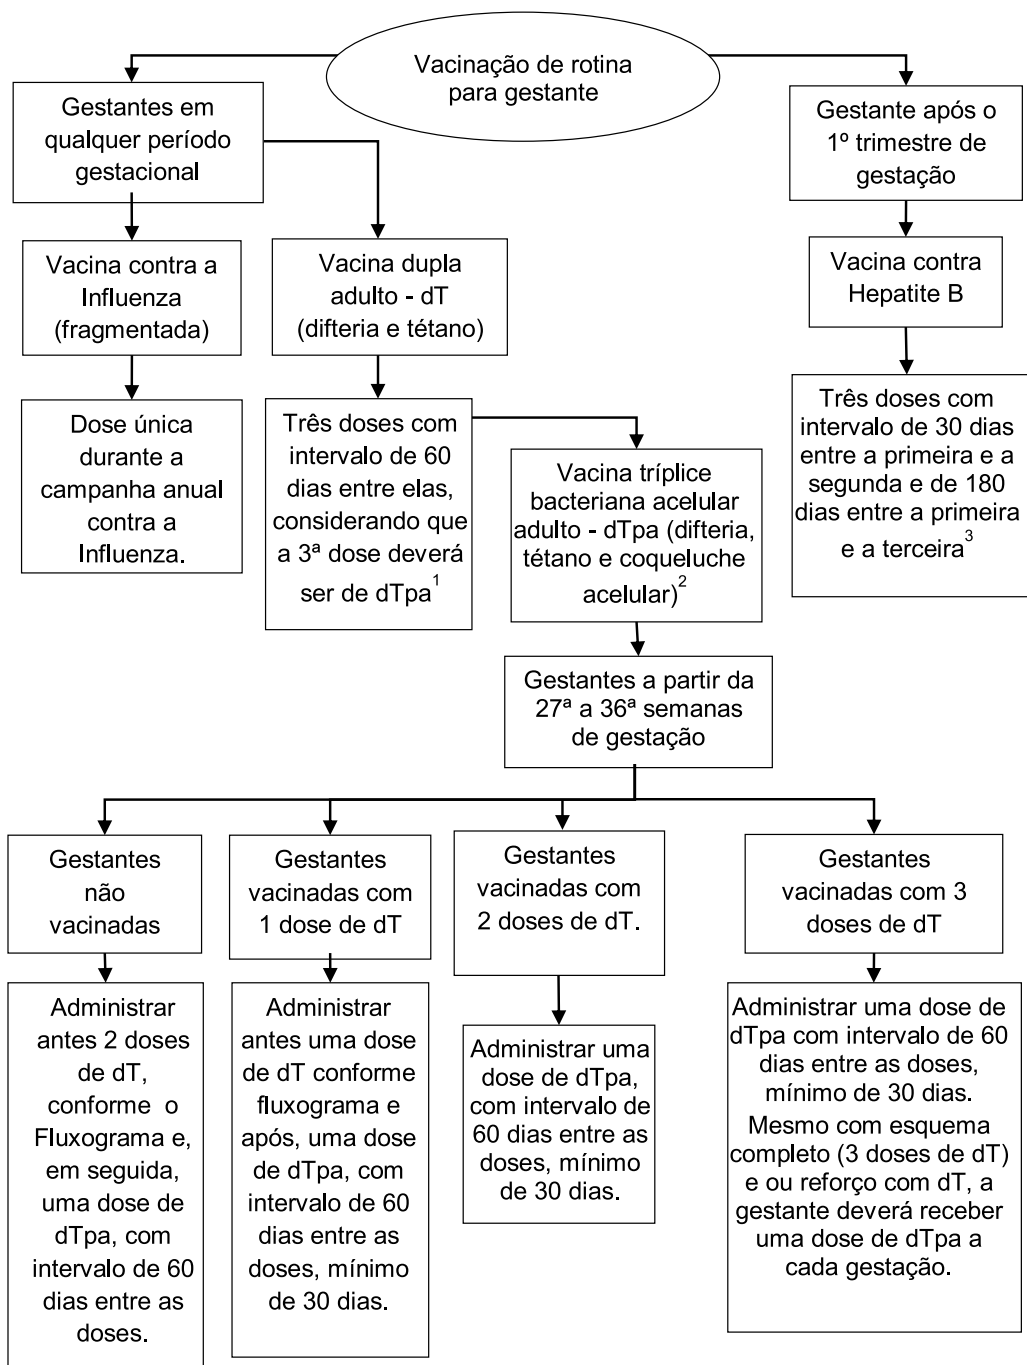 Vacinação de rotina
para gestante
Gestantes em
qualquer período
gestacional
Gestante após o
1º trimestre de
gestação
Vacina contra a
Influenza
(fragmentada)
Vacina dupla
adulto - dT
(difteria e tétano)
Vacina contra
Hepatite B
Dose única
durante a
campanha anual
contra a
Influenza.
Três doses com
intervalo de 60
dias entre elas,
considerando que
a 3ª dose deverá
ser de dTpa¹
Vacina tríplice
bacteriana acelular
adulto - dTpa (difteria,
tétano e coqueluche
acelular)²
Três doses com
intervalo de 30 dias
entre a primeira e a
segunda e de 180
dias entre a primeira
e a terceira³
Gestantes a partir da
27ª a 36ª semanas
de gestação
Gestantes
não
vacinadas
Gestantes
vacinadas com
1 dose de dT
Gestantes
vacinadas com
2 doses de dT.
Gestantes
vacinadas com 3
doses de dT
Administrar
antes 2 doses
de dT,
conforme o
Fluxograma e,
em seguida,
uma dose de
dTpa, com
intervalo de 60
dias entre as
doses.
Administrar
antes uma dose
de dT conforme
fluxograma e
após, uma dose
de dTpa, com
intervalo de 60
dias entre as
doses, mínimo
de 30 dias.
Administrar uma
dose de dTpa,
com intervalo de
60 dias entre as
doses, mínimo
de 30 dias.
Administrar uma dose de
dTpa com intervalo de 60
dias entre as doses,
mínimo de 30 dias.
Mesmo com esquema
completo (3 doses de dT)
e ou reforço com dT, a
gestante deverá receber
uma dose de dTpa a
cada gestação.